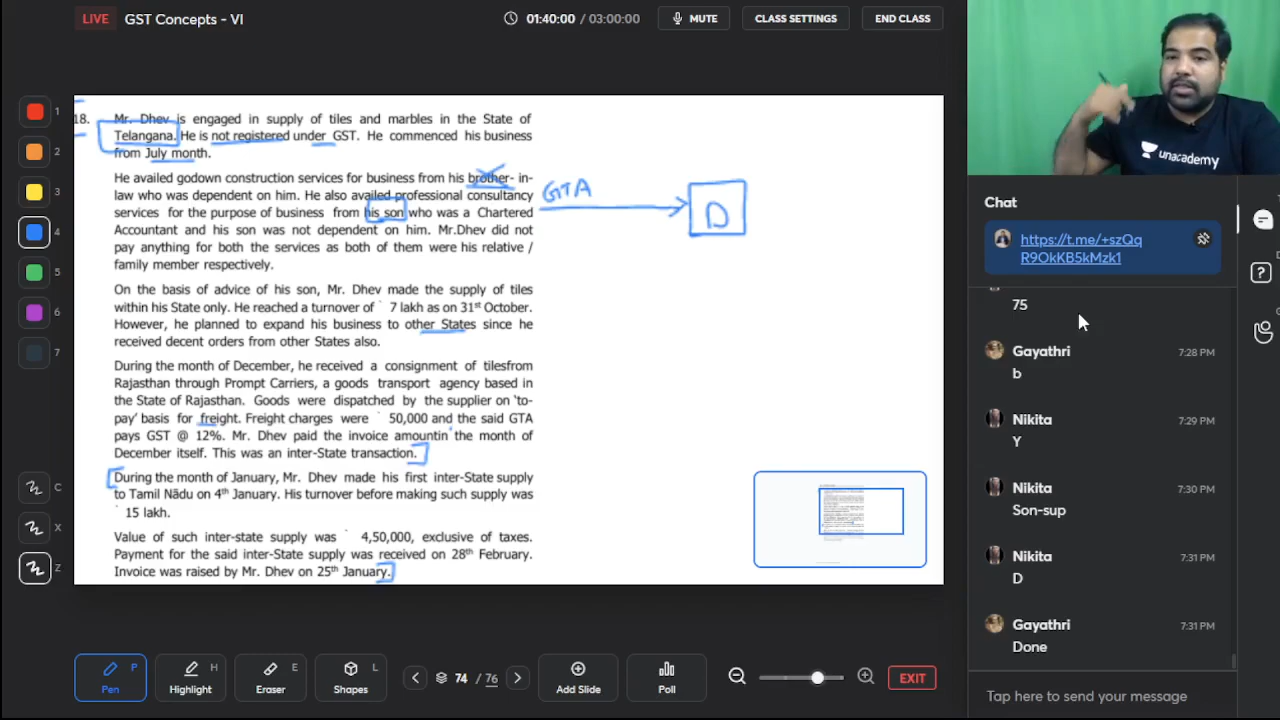 LIVE GST Concepts - VI 01:40:00 / 03:00:00 MUTE CLASS SETTINGS END CLASS
unacademy
1
2
3
4
5
6
7
C
X
Z
18. Mr. Dhev is engaged in supply of tiles and marbles in the State of
Telangana. He is not registered under GST. He commenced his business
from July month.
He availed godown construction services for business from his brother- in-
law who was dependent on him. He also availed professional consultancy
services for the purpose of business from his son who was a Chartered
Accountant and his son was not dependent on him. Mr.Dhev did not
pay anything for both the services as both of them were his relative /
family member respectively.
On the basis of advice of his son, Mr. Dhev made the supply of tiles
within his State only. He reached a turnover of ` 7 lakh as on 31st October.
However, he planned to expand his business to other States since he
received decent orders from other States also.
During the month of December, he received a consignment of tilesfrom
Rajasthan through Prompt Carriers, a goods transport agency based in
the State of Rajasthan. Goods were dispatched by the supplier on 'to-
pay' basis for freight. Freight charges were ` 50,000 and the said GTA
pays GST @ 12%. Mr. Dhev paid the invoice amountin the month of
December itself. This was an inter-State transaction.
During the month of January, Mr. Dhev made his first inter-State supply
to Tamil Nādu on 4th January. His turnover before making such supply was
` 15 lakh.
Value of such inter-state supply was ` 4,50,000, exclusive of taxes.
Payment for the said inter-State supply was received on 28th February.
Invoice was raised by Mr. Dhev on 25th January.
GTA
D
Chat
https://t.me/+szQq
R9OkKB5kMzk1
75
Gayathri 7:28 PM
b
Nikita 7:29 PM
Y
Nikita 7:30 PM
Son-sup
Nikita 7:31 PM
D
Gayathri 7:31 PM
Done
Tap here to send your message
P H E L
Pen Highlight Eraser Shapes 74 / 76 Add Slide Poll EXIT